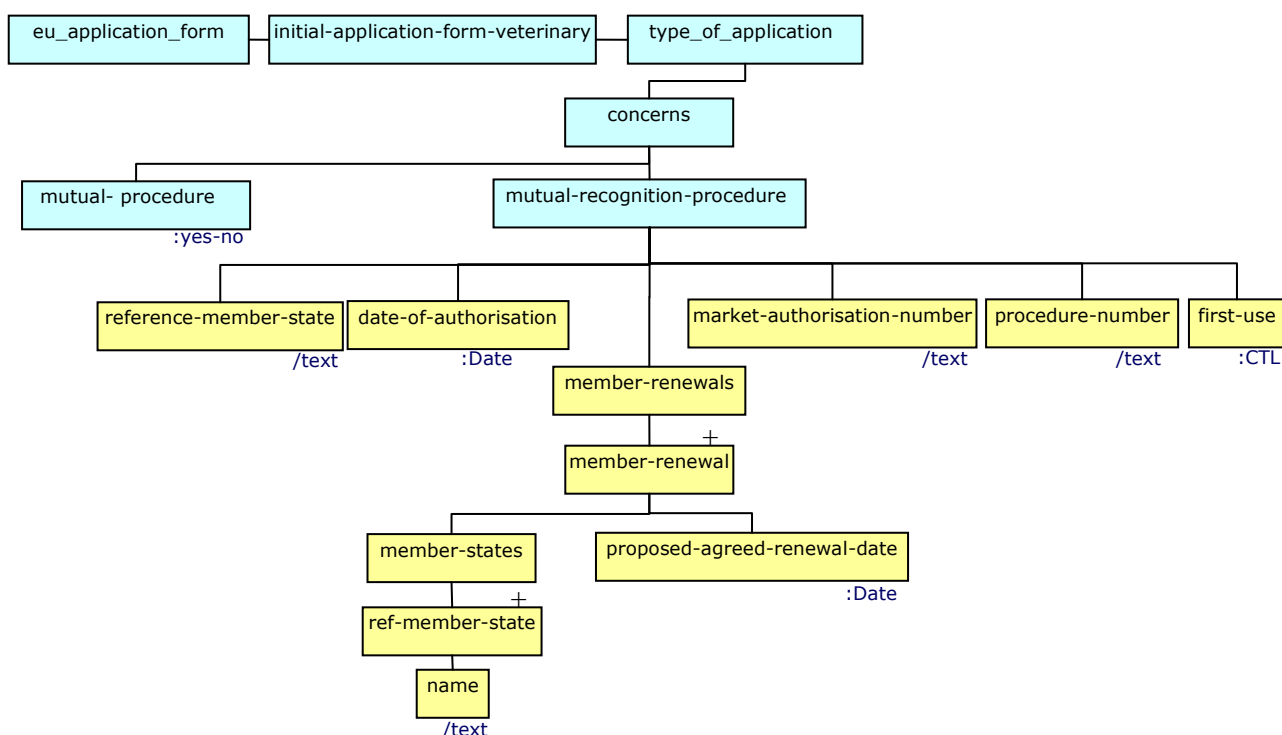 eu_application_form
initial-application-form-veterinary
type_of_application
concerns
mutual- procedure
:yes-no
mutual-recognition-procedure
reference-member-state
/text
date-of-authorisation
:Date
market-authorisation-number
/text
procedure-number
/text
first-use
:CTL
member-renewals
+
member-renewal
member-states
proposed-agreed-renewal-date
:Date
+
ref-member-state
name
/text